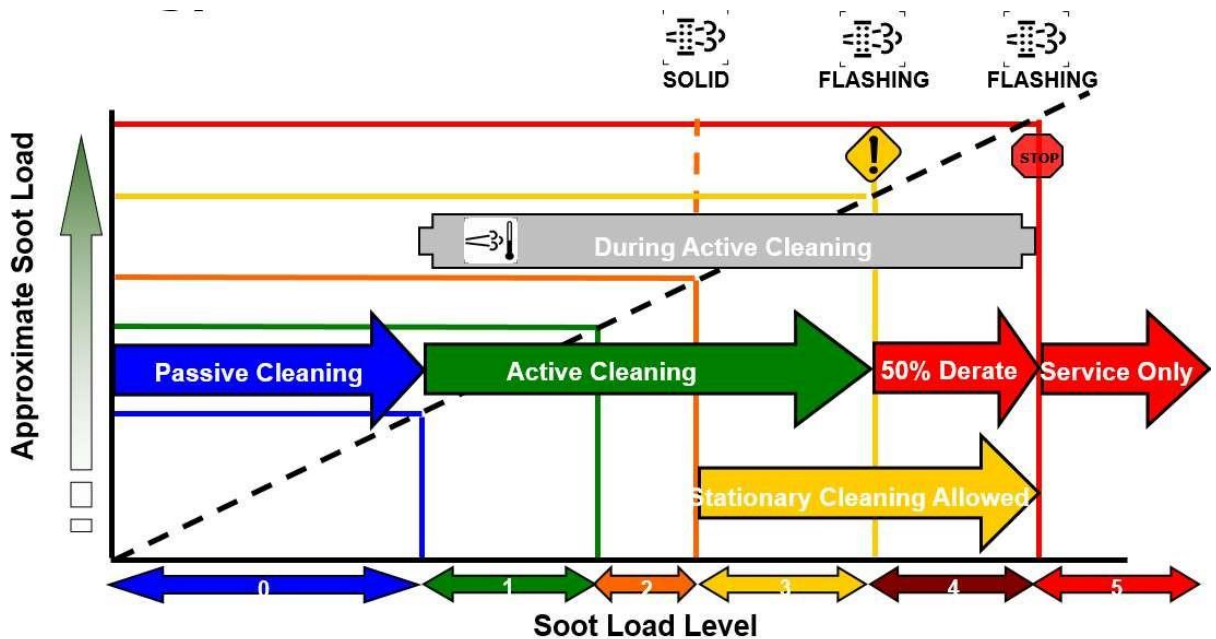 SOLID
FLASHING
FLASHING
!
STOP
Approximate Soot Load
During Active Cleaning
Passive Cleaning
Active Cleaning
50% Derate
Service Only
Stationary Cleaning Allowed
0
1
2
3
4
5
Soot Load Level